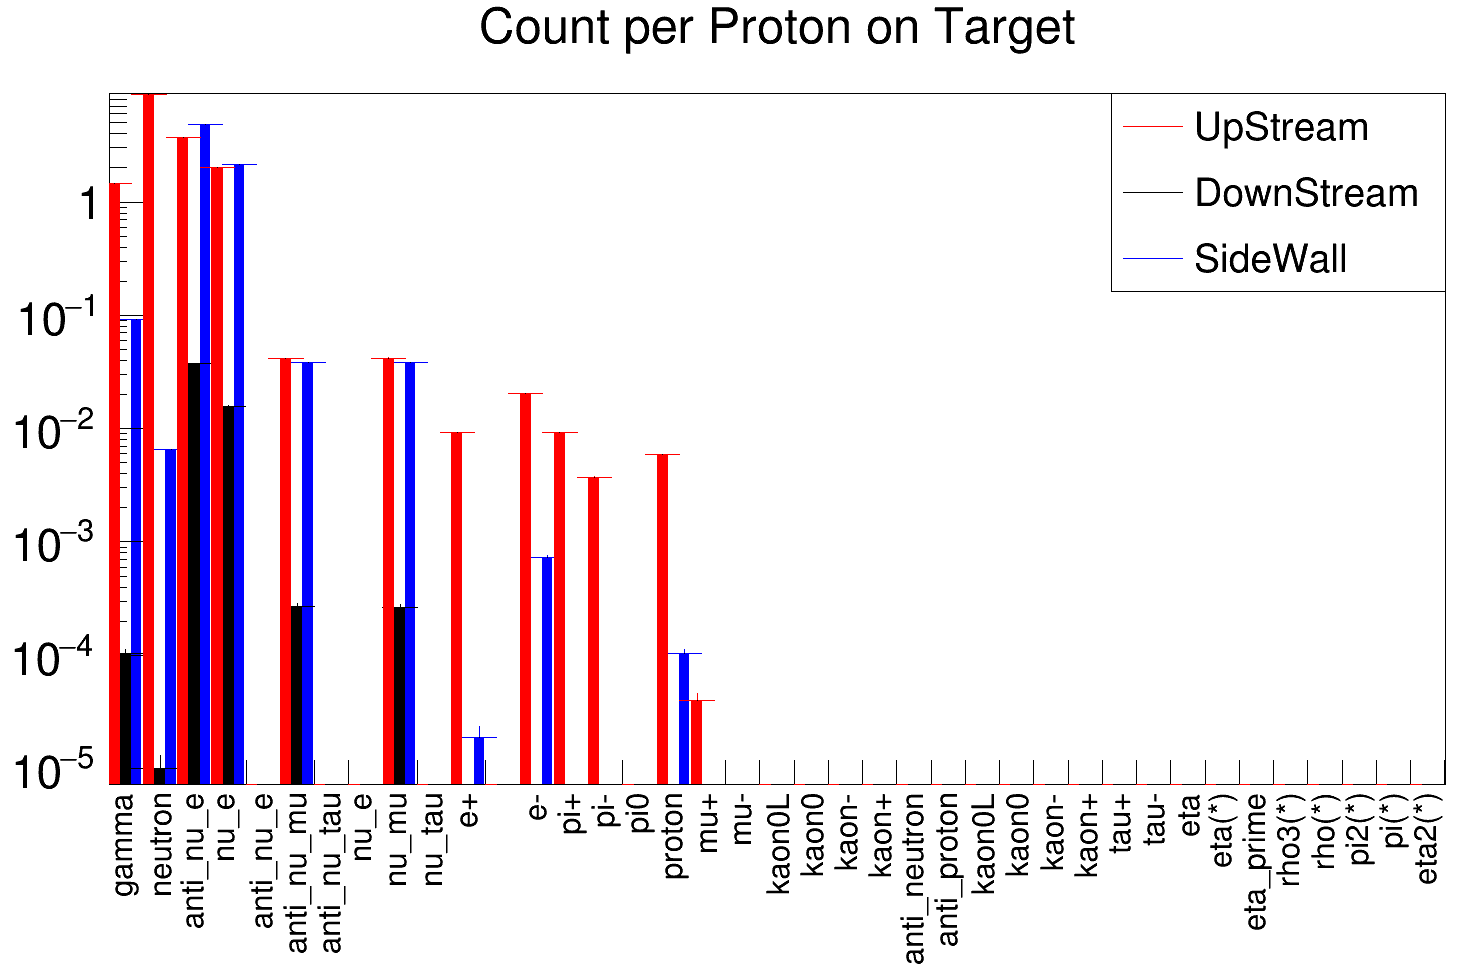 Count per Proton on Target
UpStream
DownStream
SideWall
1
10−1
10−2
10−3
10−4
10−5
gamma
neutron
anti_nu_e
nu_e
anti_nu_e
anti_nu_mu
anti_nu_tau
nu_e
nu_mu
nu_tau
e+
e-
pi+
pi-
pi0
proton
mu+
mu-
kaon0L
kaon0
kaon-
kaon+
anti_neutron
anti_proton
kaon0L
kaon0
kaon-
kaon+
tau+
tau-
eta
eta(*)
eta_prime
rho3(*)
rho(*)
pi2(*)
pi(*)
eta2(*)